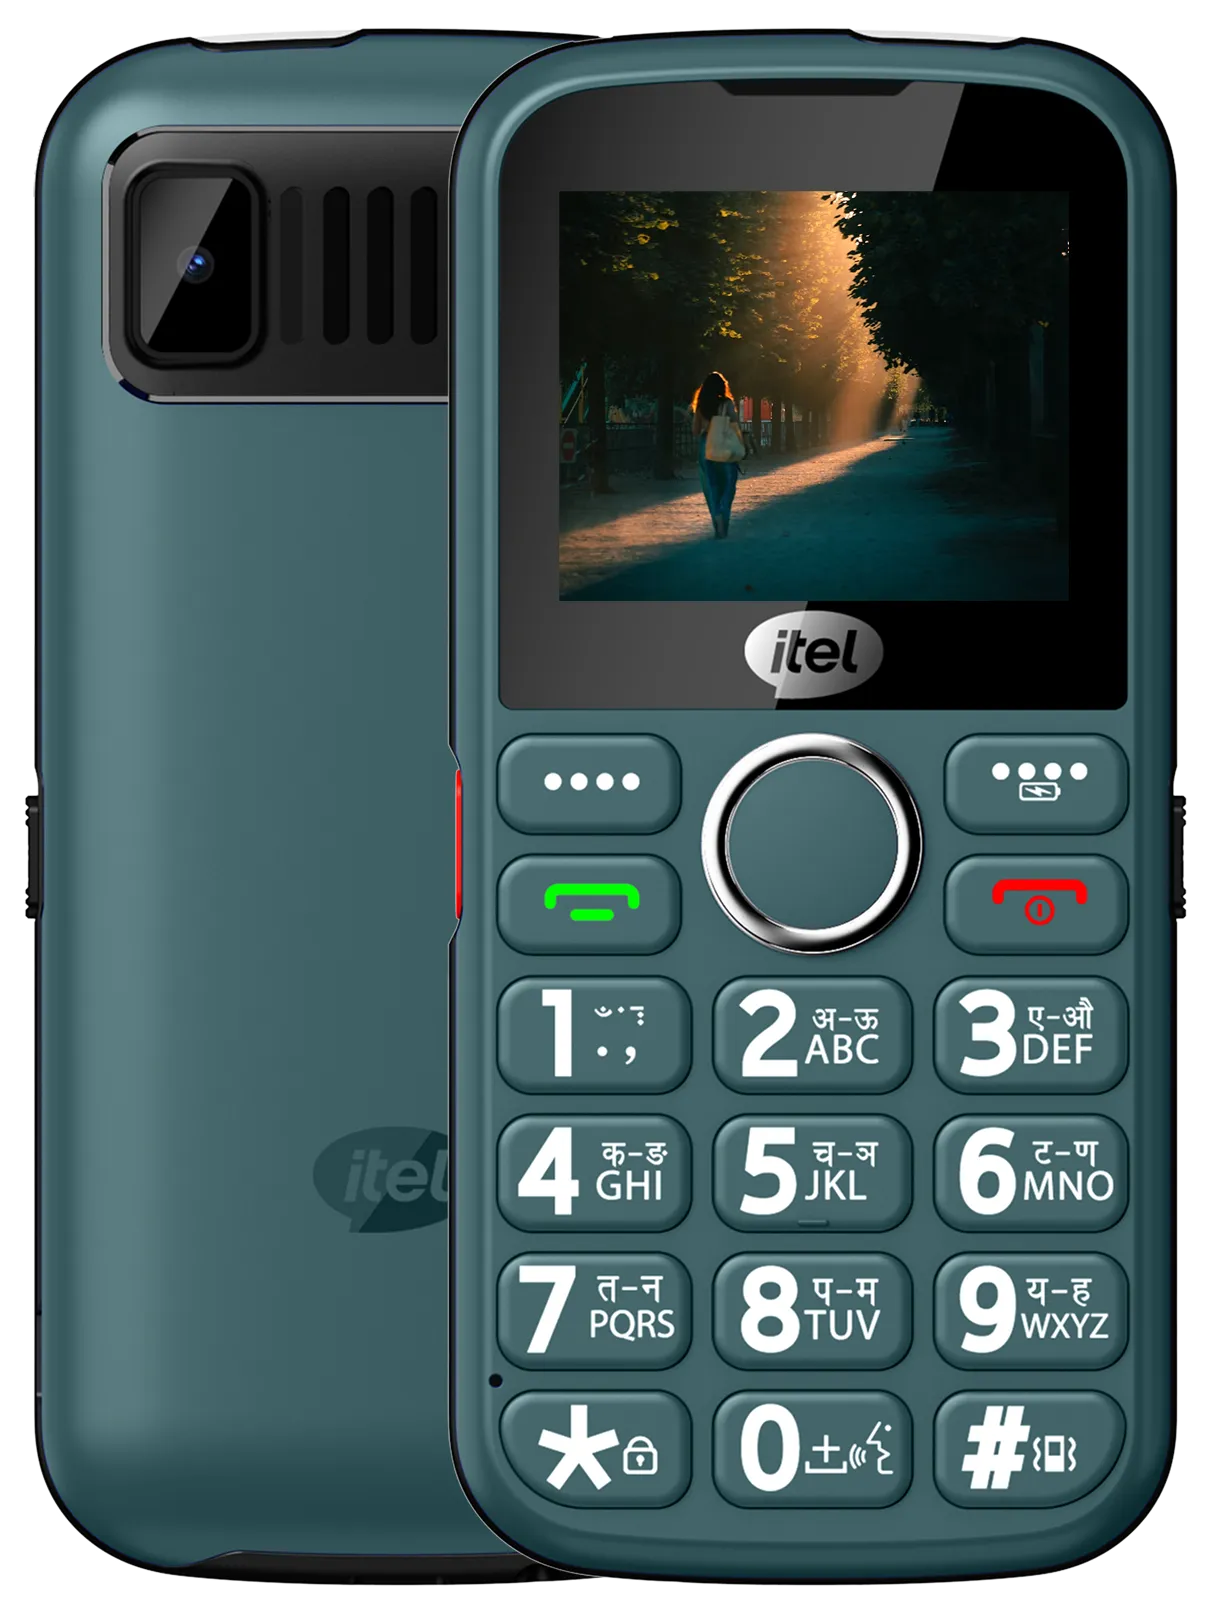 itel
itel
1
. ,
2 अ-ऊ
ABC
3 ए-औ
DEF
4 क-ङ
GHI
5 च-ञ
JKL
6 ट-ण
MNO
7 त-न
PQRS
8 प-म
TUV
9 य-ह
WXYZ
*
0 +
#